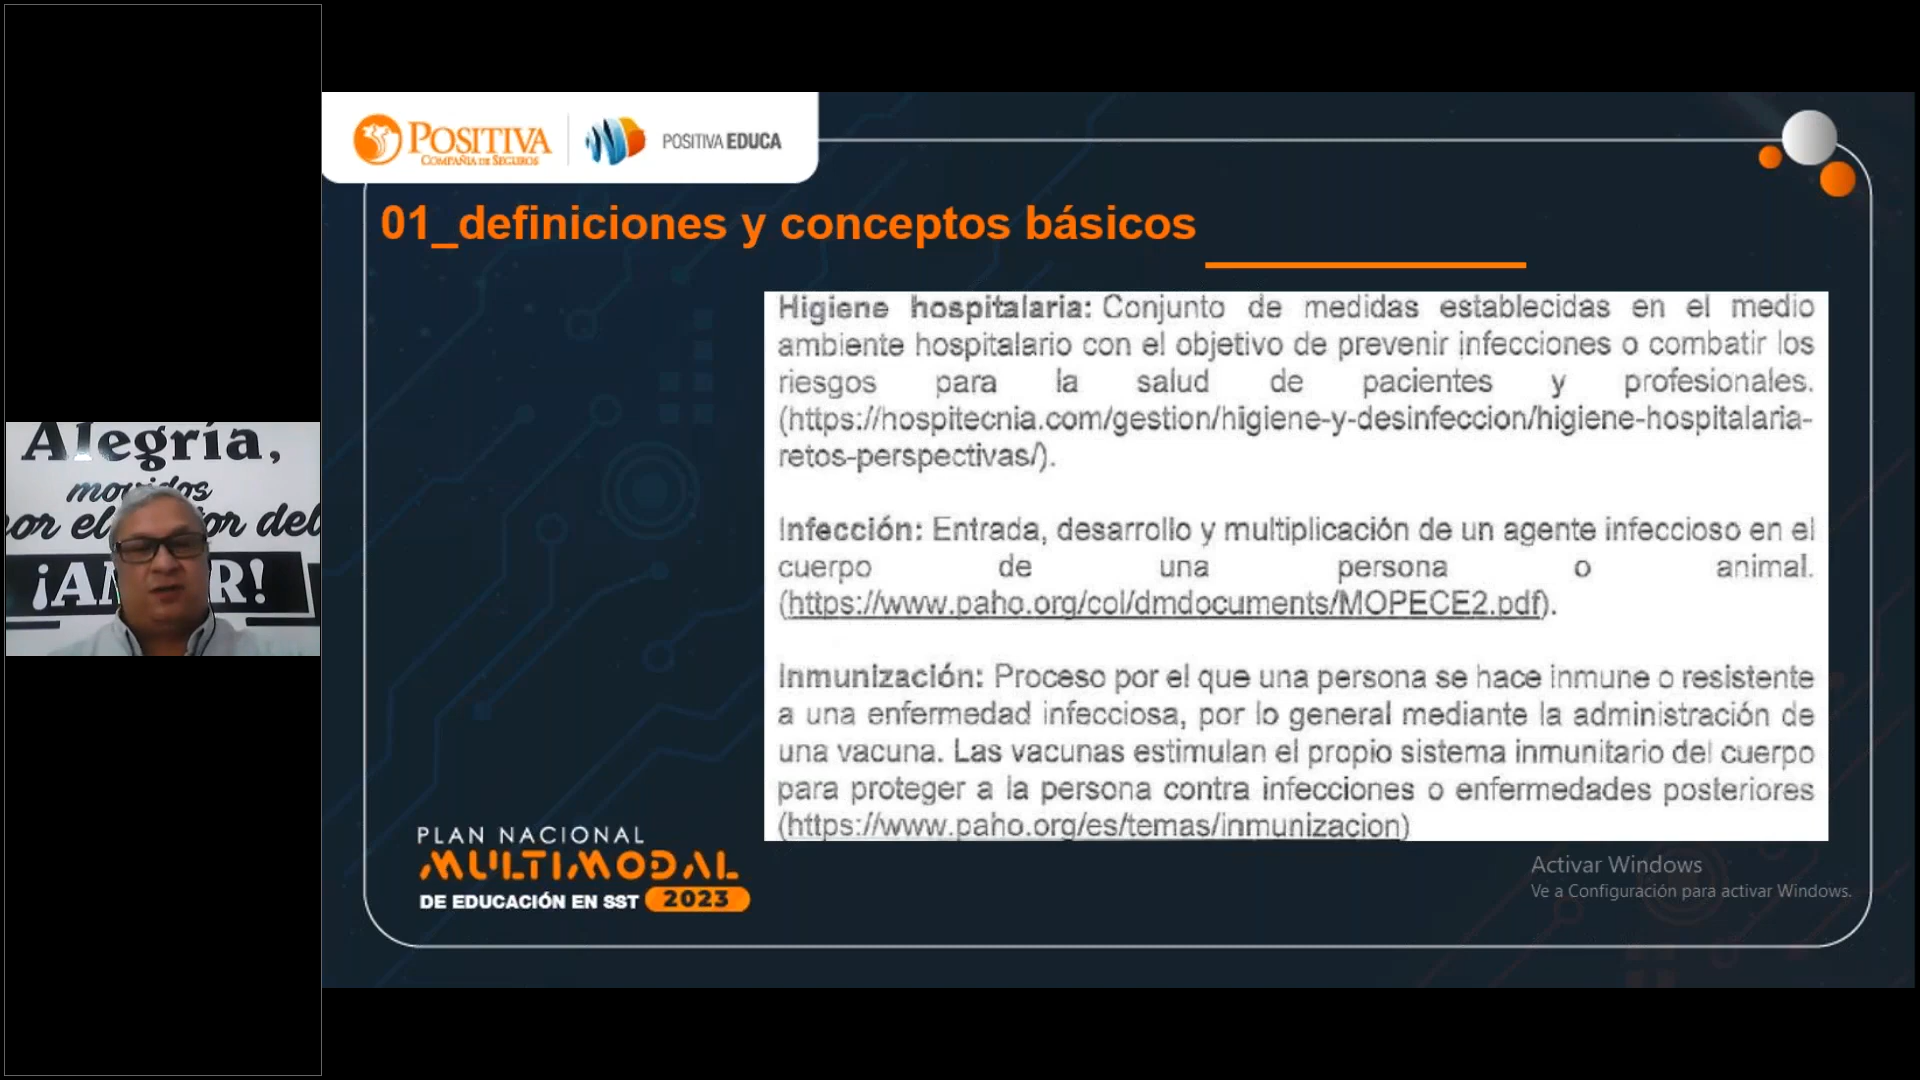 POSITIVA
COMPAÑIA DE SEGUROS
POSITIVA EDUCA
01_definiciones y conceptos básicos
Higiene hospitalaria: Conjunto de medidas establecidas en el medio
ambiente hospitalario con el objetivo de prevenir infecciones o combatir los
riesgos para la salud de pacientes y profesionales.
(https://hospitecnia.com/gestion/higiene-y-desinfeccion/higiene-hospitalaria-
retos-perspectivas/).
Infección: Entrada, desarrollo y multiplicación de un agente infeccioso en el
cuerpo de una persona o animal.
(https://www.paho.org/col/dmdocuments/MOPECE2.pdf).
Inmunización: Proceso por el que una persona se hace inmune o resistente
a una enfermedad infecciosa, por lo general mediante la administración de
una vacuna. Las vacunas estimulan el propio sistema inmunitario del cuerpo
para proteger a la persona contra infecciones o enfermedades posteriores
(https://www.paho.org/es/temas/inmunizacion)
PLAN NACIONAL
MULTIMODAL
DE EDUCACIÓN EN SST 2023
Activar Windows
Ve a Configuración para activar Windows.
Alegría,
movidos
por el del